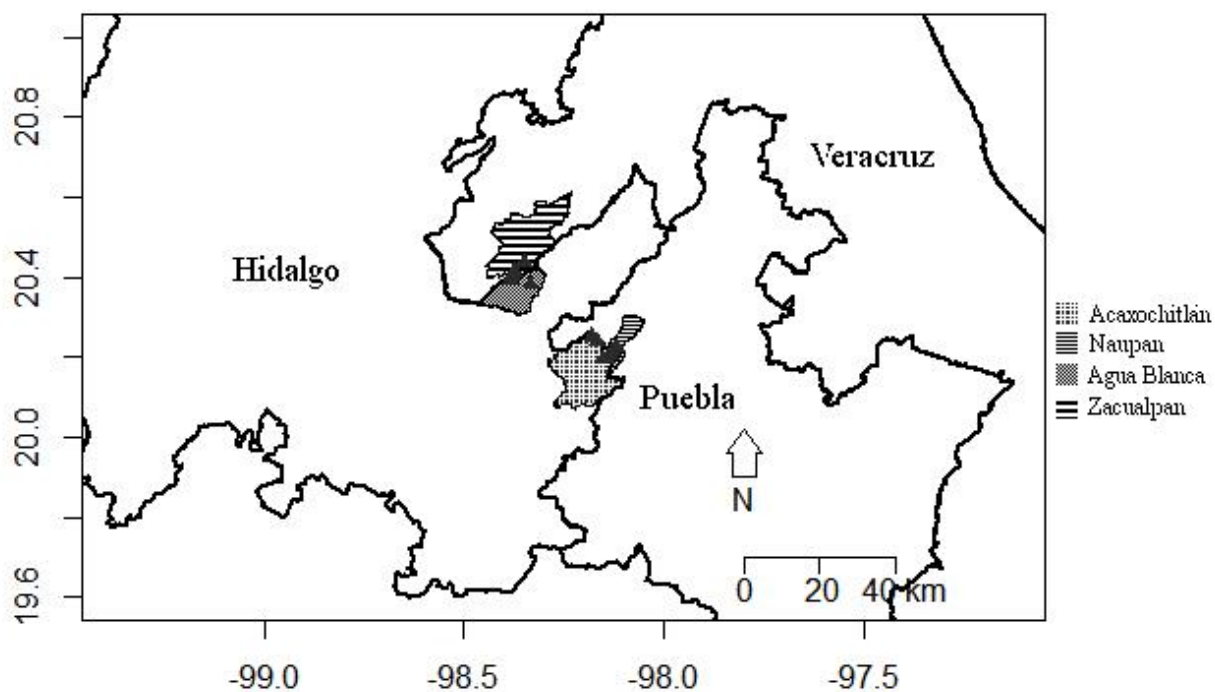 20.8
20.4
20.0
19.6
Veracruz
Hidalgo
Puebla
N
0 20 40 km
-99.0 -98.5 -98.0 -97.5
Acaxochitlán
Naupan
Agua Blanca
Zacualpan